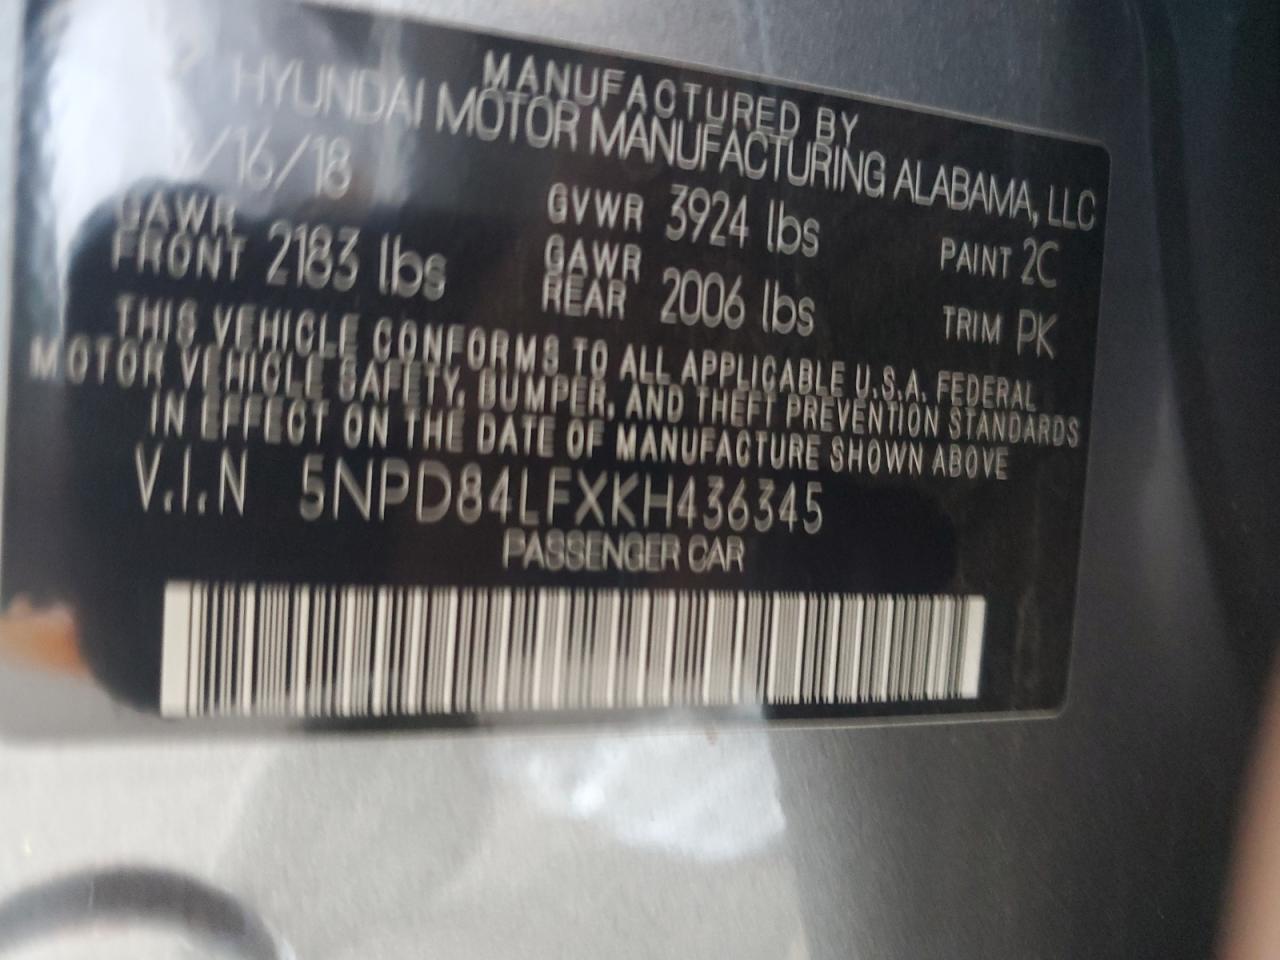 MANUFACTURED BY
HYUNDAI MOTOR MANUFACTURING ALABAMA, LLC
/16/18
GAWR FRONT 2183 lbs
GVWR 3924 lbs
GAWR REAR 2006 lbs
PAINT 2C
TRIM PK
THIS VEHICLE CONFORMS TO ALL APPLICABLE U.S.A. FEDERAL
MOTOR VEHICLE SAFETY, BUMPER, AND THEFT PREVENTION STANDARDS
IN EFFECT ON THE DATE OF MANUFACTURE SHOWN ABOVE
V.I.N 5NPD84LFXKH436345
PASSENGER CAR